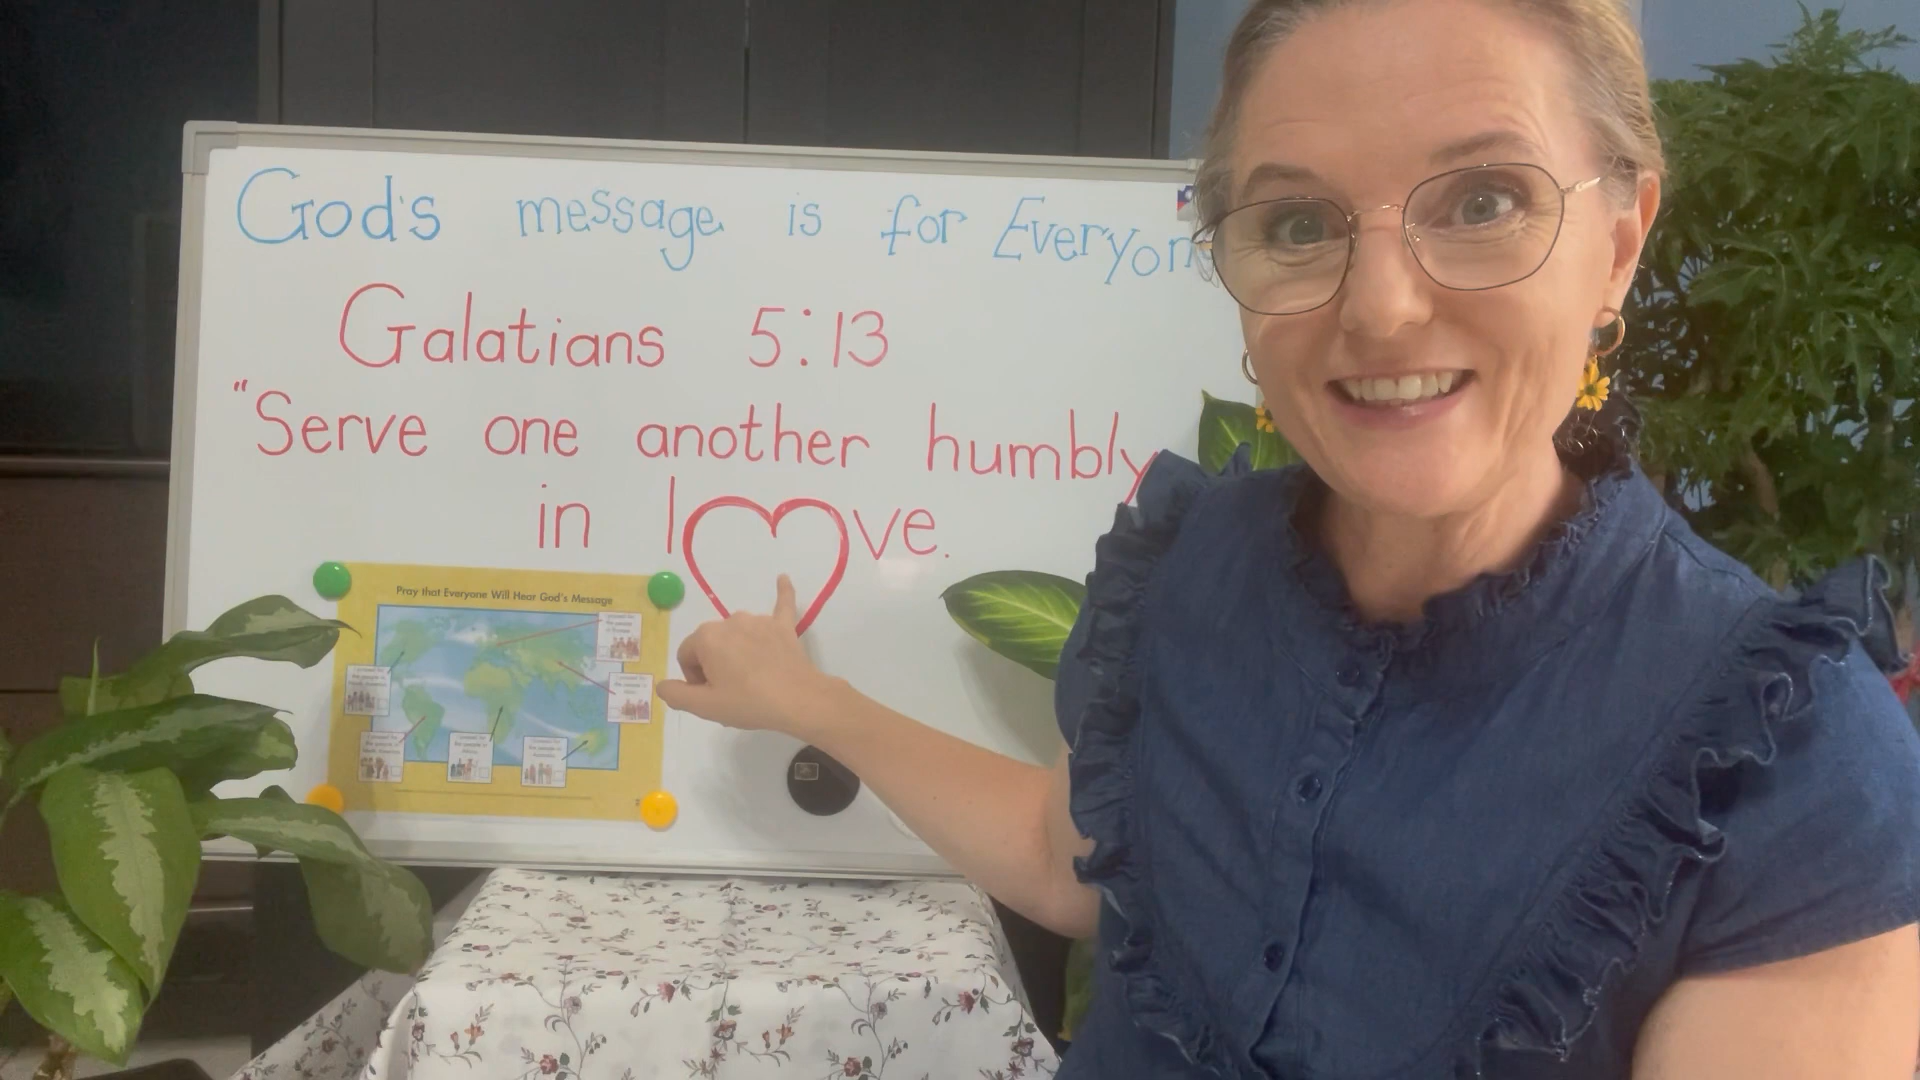 God's message is for Everyon
Galatians 5:13
"Serve one another humbly
in l♥ve.
Pray that Everyone Will Hear God's Message